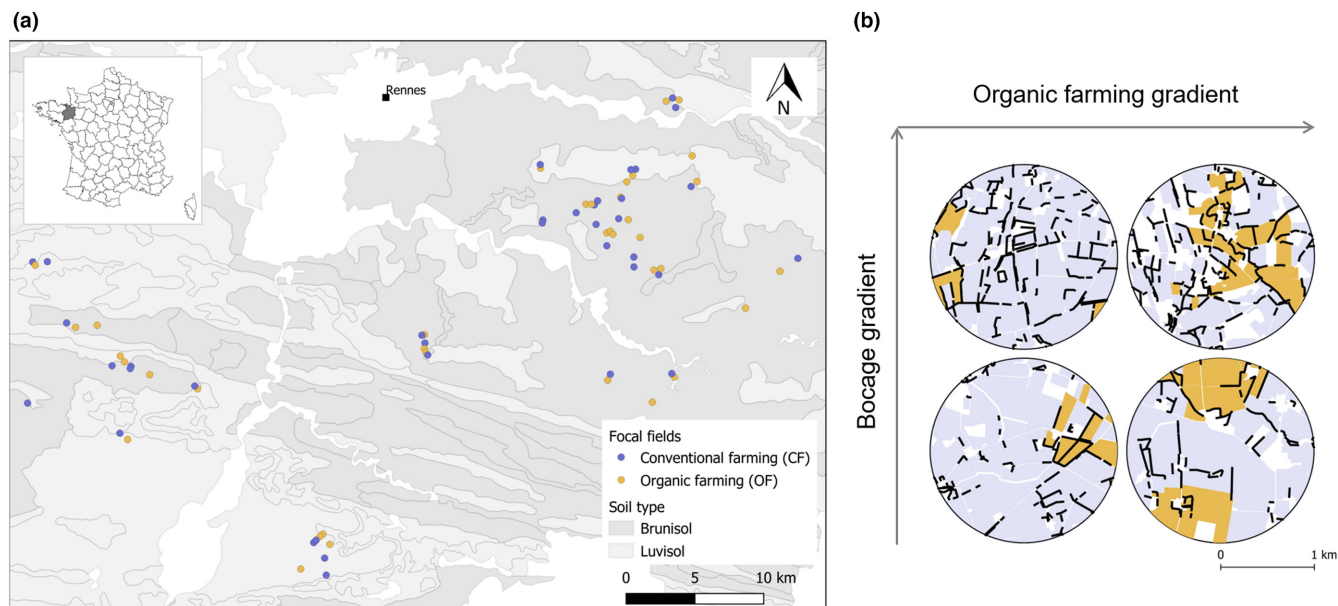 (a)
Rennes
N
Focal fields
Conventional farming (CF)
Organic farming (OF)
Soil type
Brunisol
Luvisol
0 5 10 km
(b)
Organic farming gradient
Bocage gradient
0 1 km